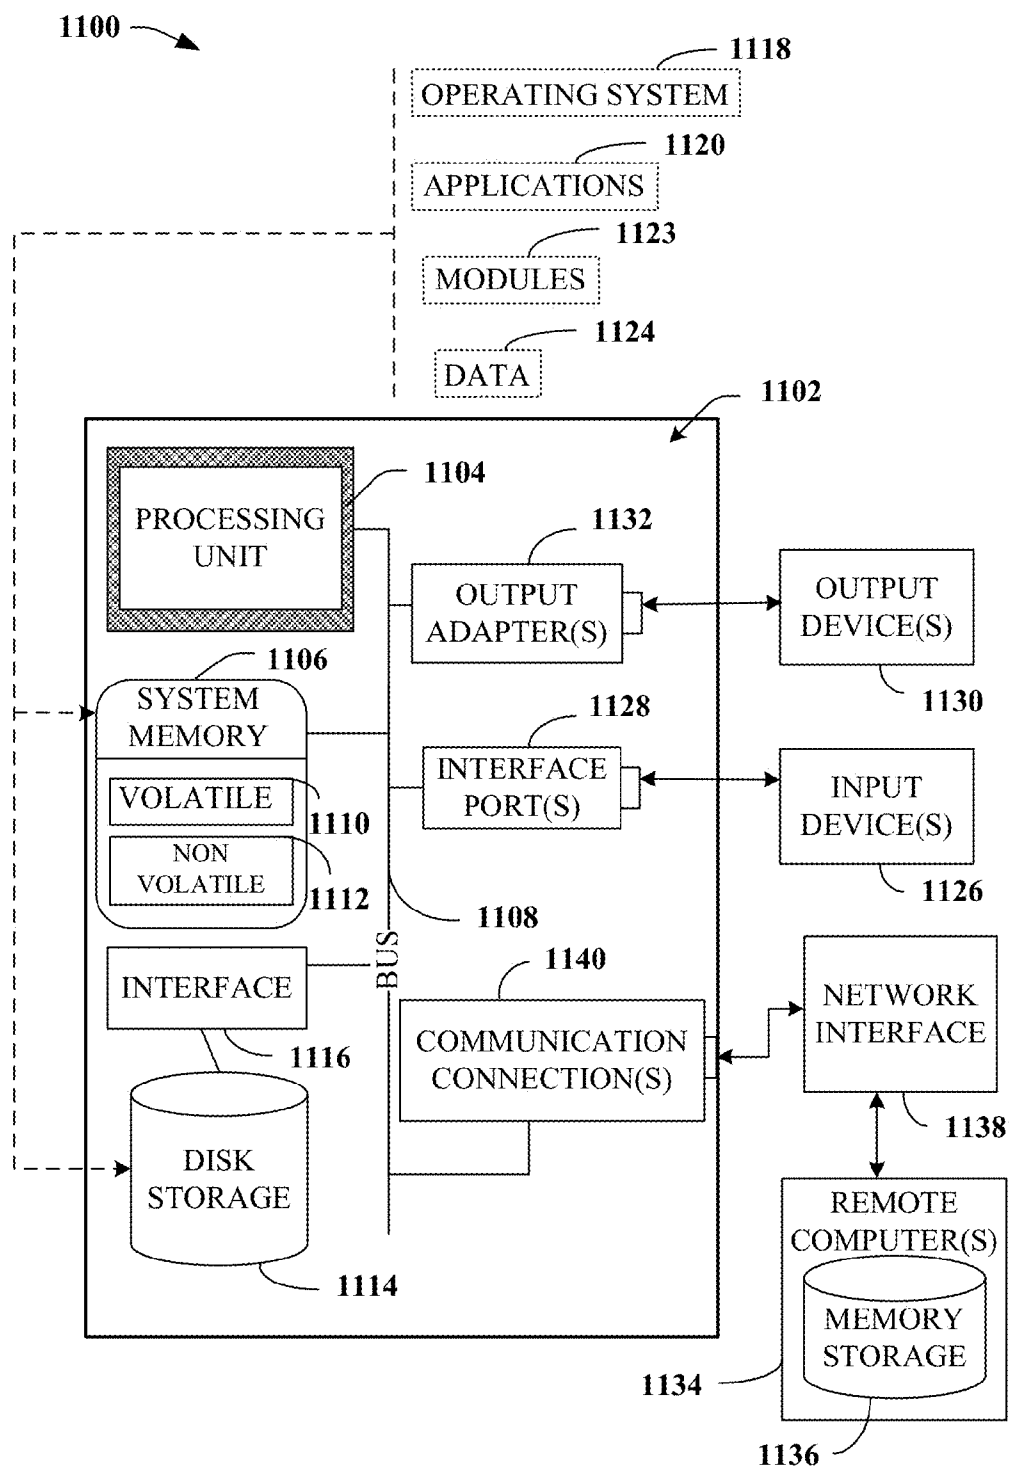 1100
1118
OPERATING SYSTEM
1120
APPLICATIONS
1123
MODULES
1124
DATA
1102
1104
PROCESSING
UNIT
1132
OUTPUT
ADAPTER(S)
OUTPUT
DEVICE(S)
1130
1106
SYSTEM
MEMORY
VOLATILE
1110
NON
VOLATILE
1112
1128
INTERFACE
PORT(S)
INPUT
DEVICE(S)
1126
1108
BUS
INTERFACE
1116
1140
COMMUNICATION
CONNECTION(S)
NETWORK
INTERFACE
1138
DISK
STORAGE
1114
REMOTE
COMPUTER(S)
MEMORY
STORAGE
1134
1136